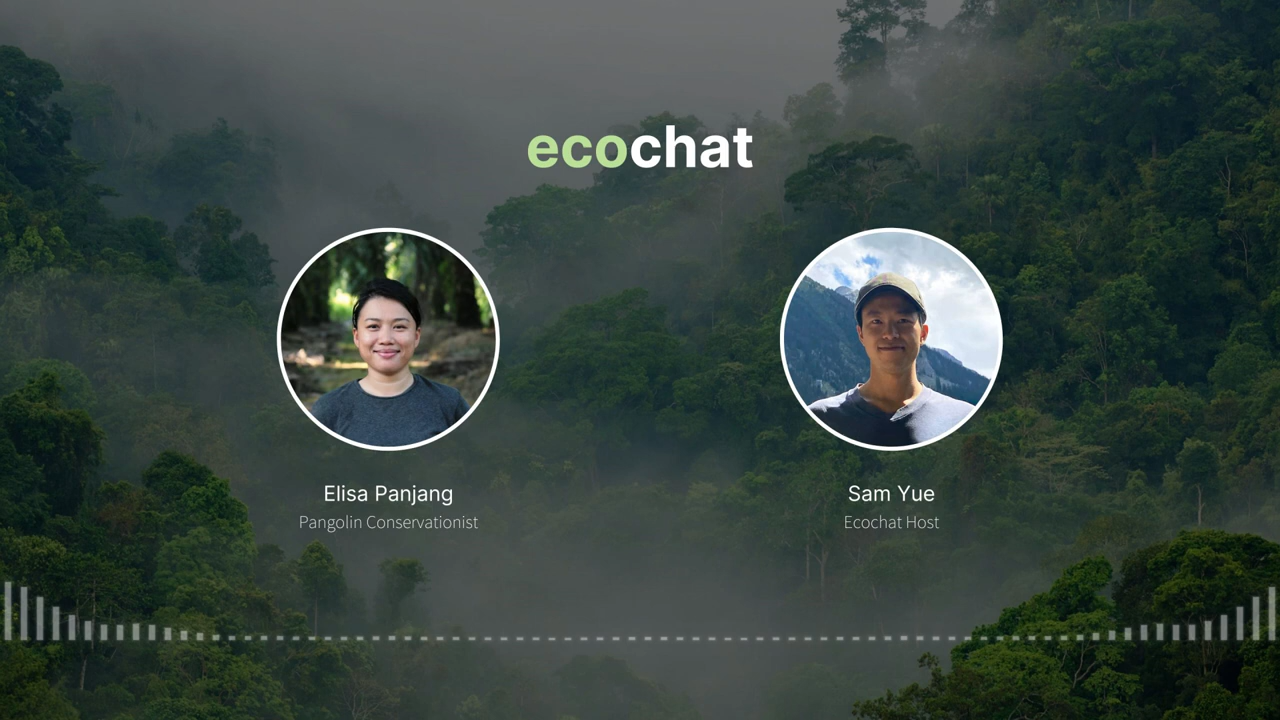 ecochat
Elisa Panjang
Sam Yue
Pangolin Conservationist
Ecochat Host